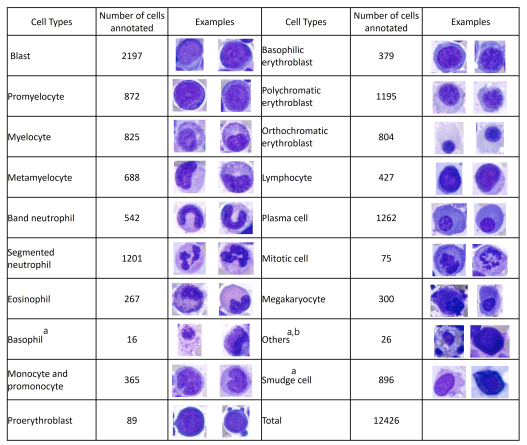 Cell Types Number of cells annotated Examples Cell Types Number of cells annotated Examples
Blast 2197 Basophilic erythroblast 379
Promyelocyte 872 Polychromatic erythroblast 1195
Myelocyte 825 Orthochromatic erythroblast 804
Metamyelocyte 688 Lymphocyte 427
Band neutrophil 542 Plasma cell 1262
Segmented neutrophil 1201 Mitotic cell 75
Eosinophil 267 Megakaryocyte 300
Basophil a 16 Others a,b 26
Monocyte and promonocyte 365 Smudge cell a 896
Proerythroblast 89 Total 12426